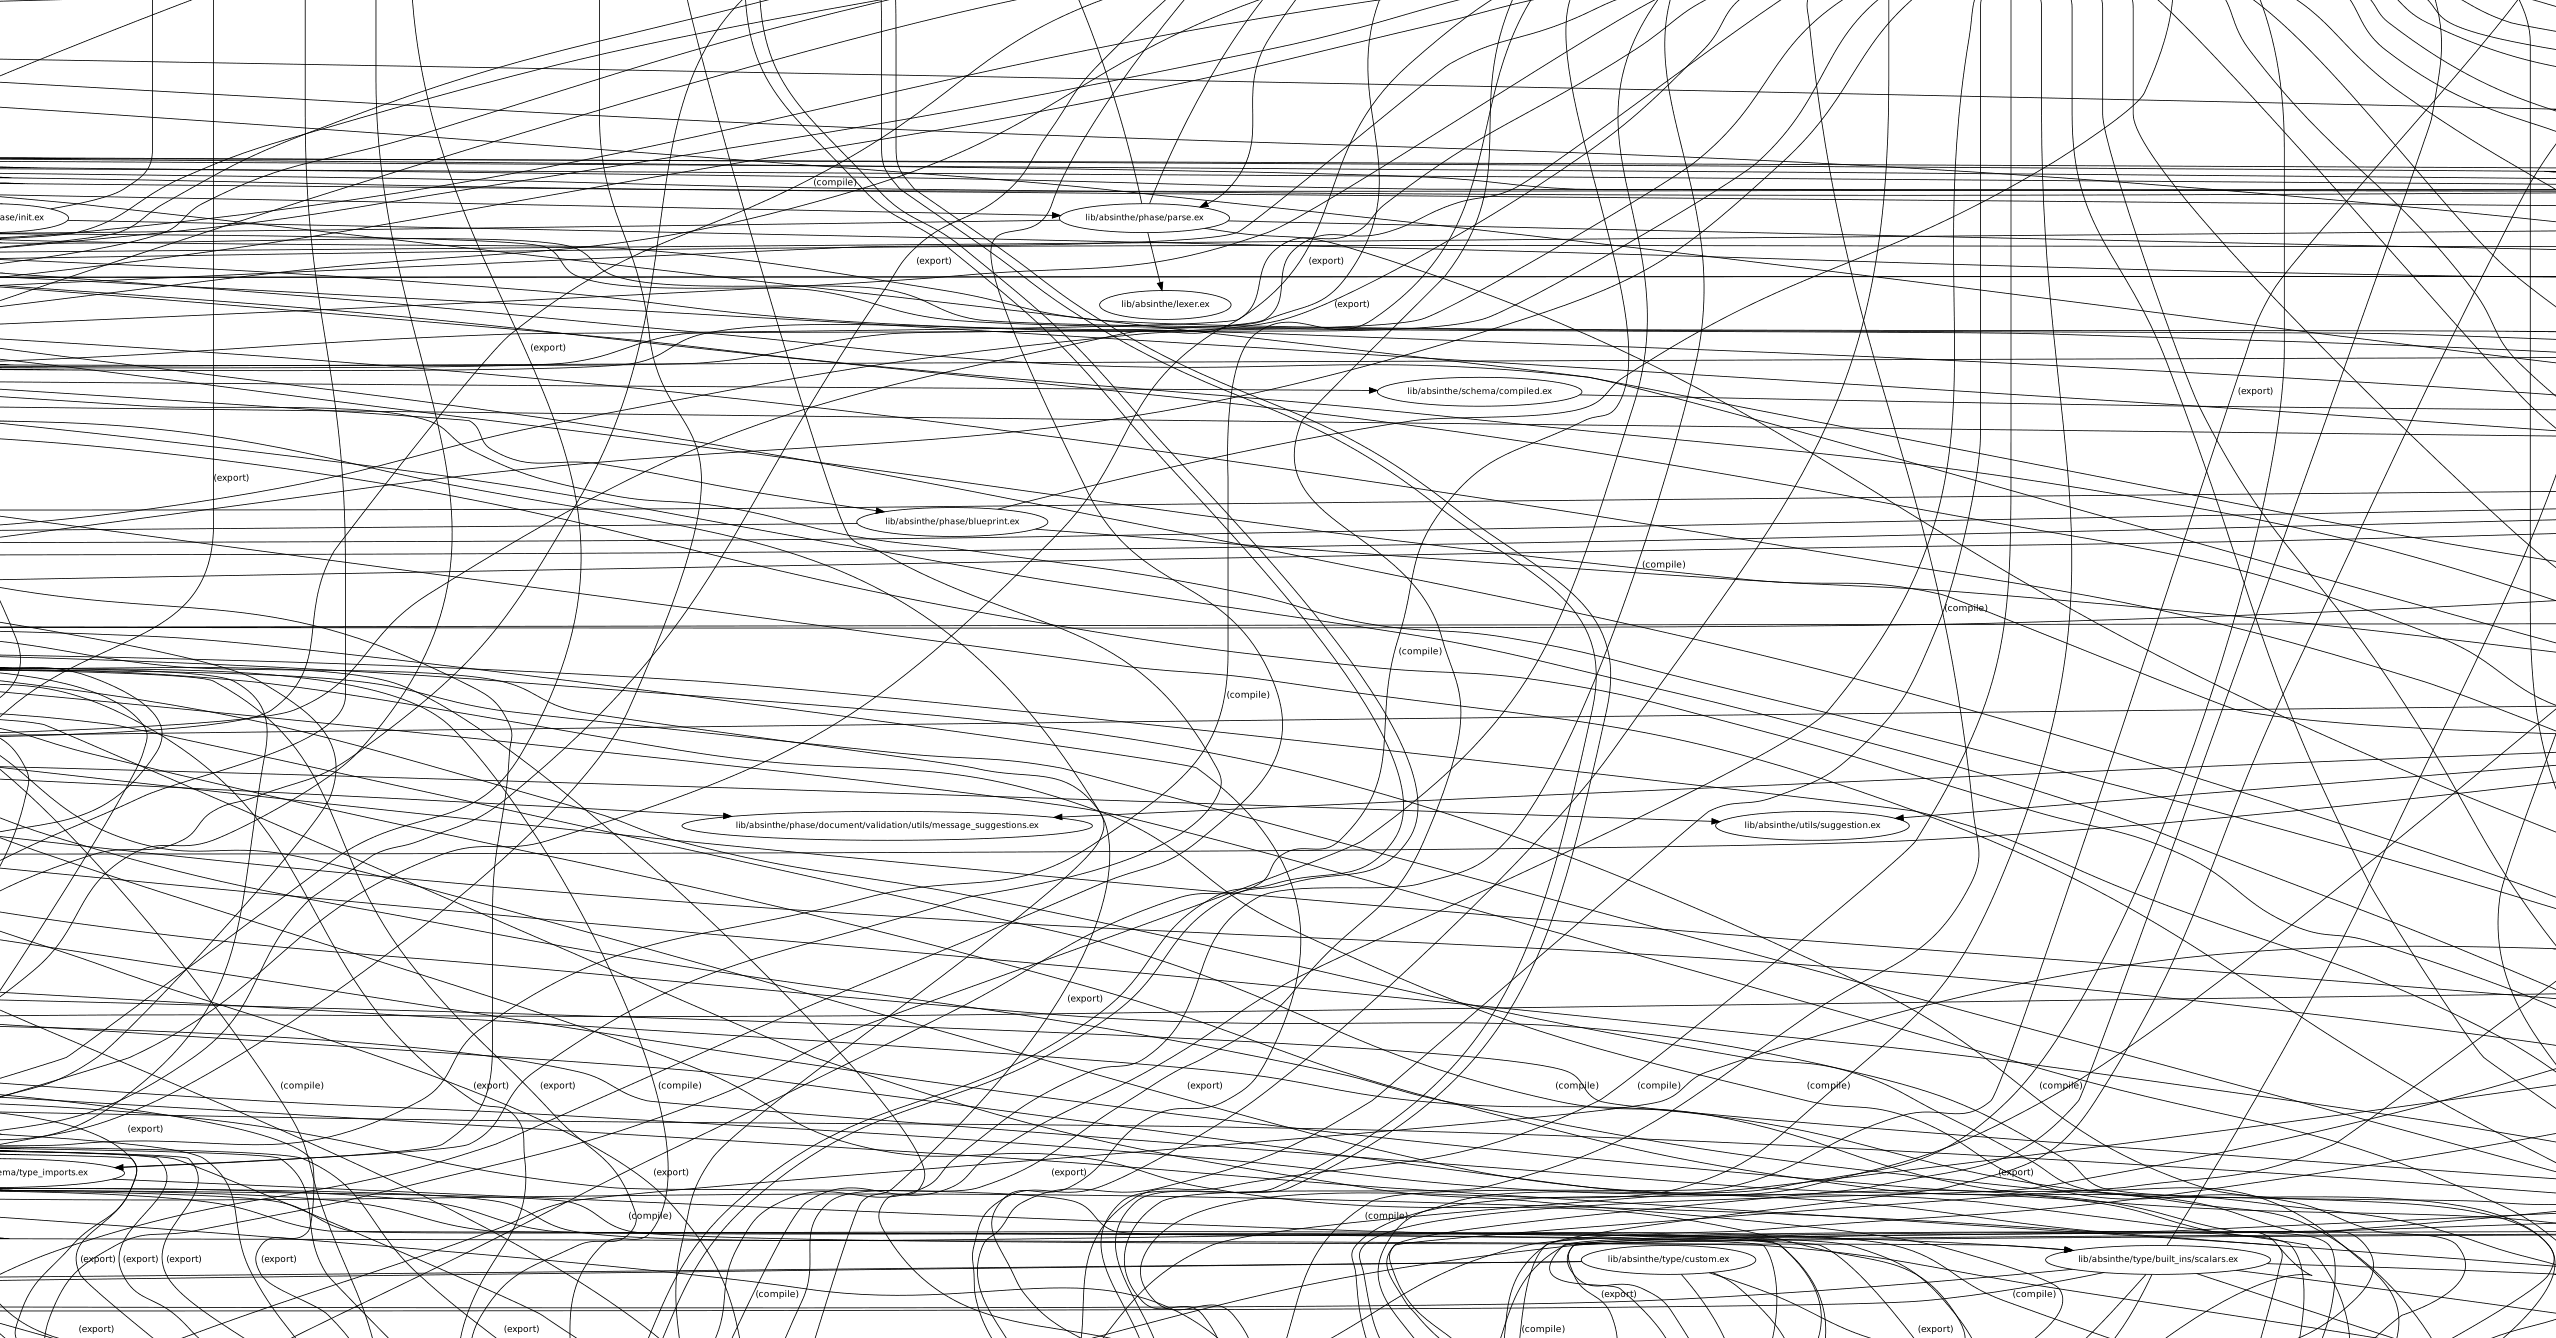 (compile)
ase/init.ex
lib/absinthe/phase/parse.ex
(export)
(export)
lib/absinthe/lexer.ex
(export)
(export)
lib/absinthe/schema/compiled.ex
(export)
(export)
lib/absinthe/phase/blueprint.ex
(compile)
(compile)
(compile)
(compile)
lib/absinthe/phase/document/validation/utils/message_suggestions.ex
lib/absinthe/utils/suggestion.ex
(export)
(compile)
(export)
(export)
(compile)
(export)
(compile)
(compile)
(compile)
(compile)
(export)
ema/type_imports.ex
(export)
(export)
(export)
(compile)
(compile)
(export)
(export)
(export)
(export)
lib/absinthe/type/custom.ex
lib/absinthe/type/built_ins/scalars.ex
(compile)
(export)
(compile)
(export)
(export)
(compile)
(export)